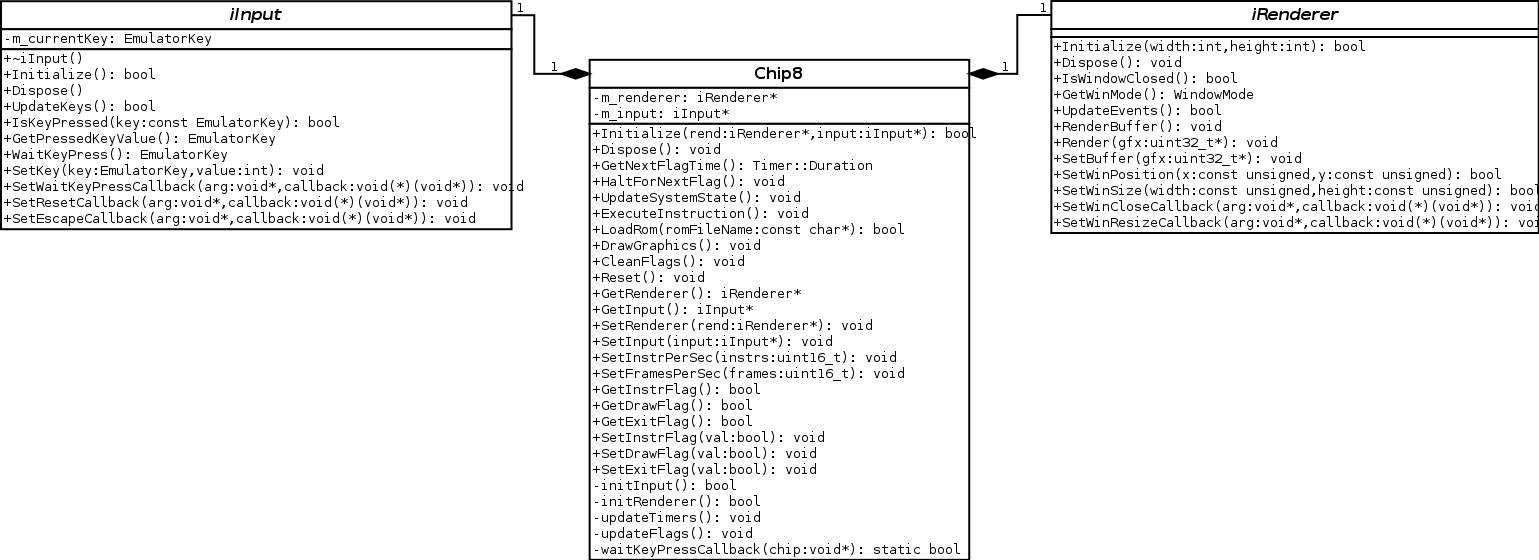 iInput
-m_currentKey: EmulatorKey
+~iInput()
+Initialize(): bool
+Dispose()
+UpdateKeys(): bool
+IsKeyPressed(key:const EmulatorKey): bool
+GetPressedKeyValue(): EmulatorKey
+WaitKeyPress(): EmulatorKey
+SetKey(key:EmulatorKey,value:int): void
+SetWaitKeyPressCallback(arg:void*,callback:void(*)(void*)): void
+SetResetCallback(arg:void*,callback:void(*)(void*)): void
+SetEscapeCallback(arg:void*,callback:void(*)(void*)): void
1
1
Chip8
-m_renderer: iRenderer*
-m_input: iInput*
+Initialize(rend:iRenderer*,input:iInput*): bool
+Dispose(): void
+GetNextFlagTime(): Timer::Duration
+HaltForNextFlag(): void
+UpdateSystemState(): void
+ExecuteInstruction(): void
+LoadRom(romFileName:const char*): bool
+DrawGraphics(): void
+CleanFlags(): void
+Reset(): void
+GetRenderer(): iRenderer*
+GetInput(): iInput*
+SetRenderer(rend:iRenderer*): void
+SetInput(input:iInput*): void
+SetInstrPerSec(instrs:uint16_t): void
+SetFramesPerSec(frames:uint16_t): void
+GetInstrFlag(): bool
+GetDrawFlag(): bool
+GetExitFlag(): bool
+SetInstrFlag(val:bool): void
+SetDrawFlag(val:bool): void
+SetExitFlag(val:bool): void
-initInput(): bool
-initRenderer(): bool
-updateTimers(): void
-updateFlags(): void
-waitKeyPressCallback(chip:void*): static bool
1
1
iRenderer
+Initialize(width:int,height:int): bool
+Dispose(): void
+IsWindowClosed(): bool
+GetWinMode(): WindowMode
+UpdateEvents(): bool
+RenderBuffer(): void
+Render(gfx:uint32_t*): void
+SetBuffer(gfx:uint32_t*): void
+SetWinPosition(x:const unsigned,y:const unsigned): bool
+SetWinSize(width:const unsigned,height:const unsigned): bool
+SetWinCloseCallback(arg:void*,callback:void(*)(void*)): voi
+SetWinResizeCallback(arg:void*,callback:void(*)(void*)): voi